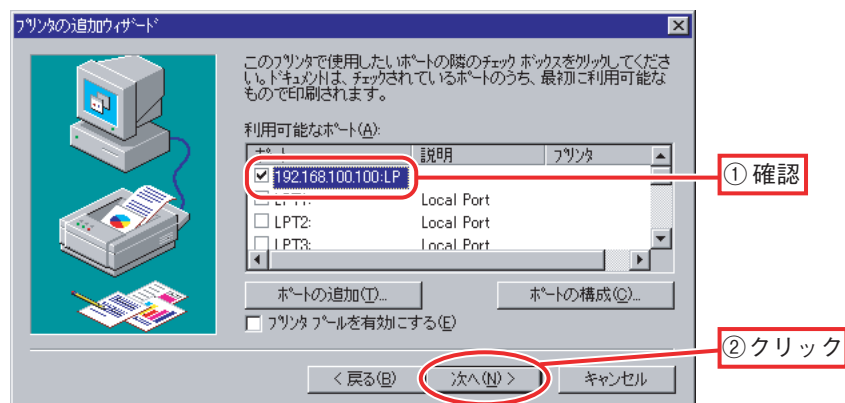 プリンタの追加ウィザード
このプリンタで使用したいポートの隣のチェック ボックスをクリックしてくださ
い。ドキュメントは、チェックされているポートのうち、最初に利用可能な
もので印刷されます。
利用可能なポート(A):
ポート 説明 プリンタ
192.168.100.100:LP
① 確認
LPT1: Local Port
LPT2: Local Port
LPT3: Local Port
ポートの追加(T)... ポートの構成(C)...
プリンタ プールを有効にする(E)
②クリック
< 戻る(B) 次へ(N) > キャンセル